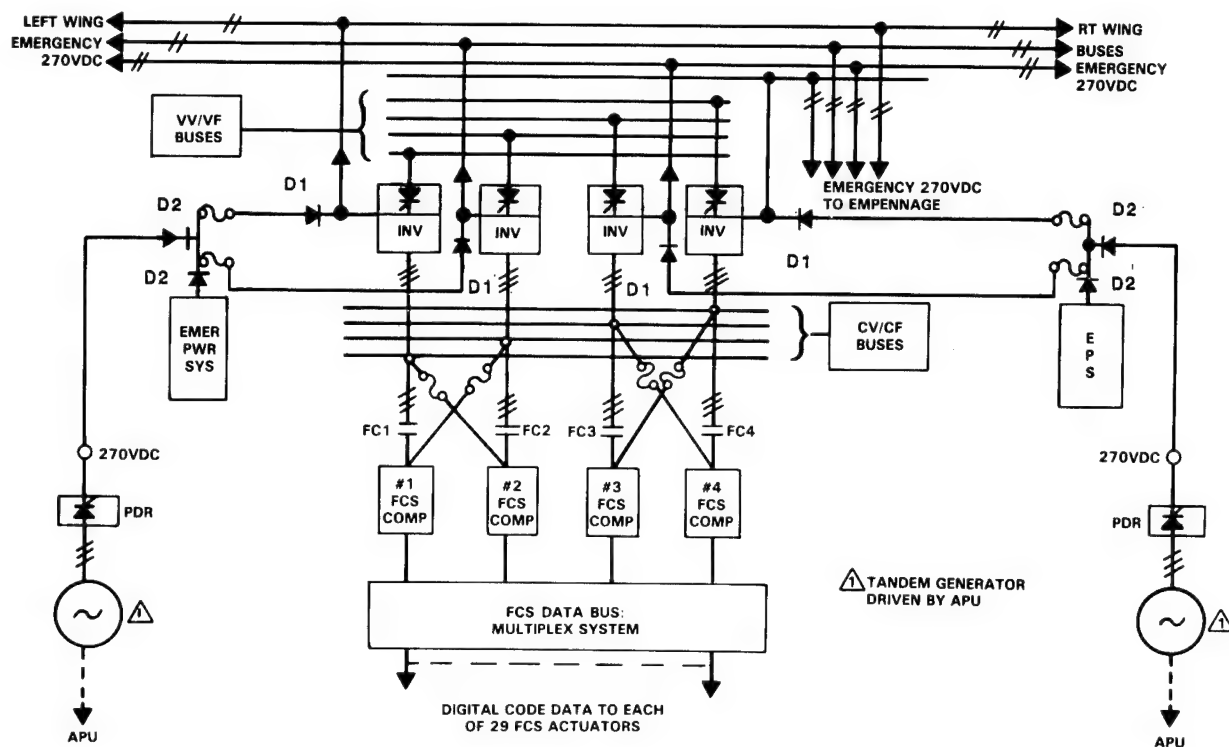 LEFT WING
EMERGENCY
270VDC
RT WING
BUSES
EMERGENCY
270VDC
VV/VF
BUSES
EMERGENCY 270VDC
TO EMPENNAGE
D1
D2
D2
INV
INV
INV
INV
D1
D1
D1
D2
D2
EMER
PWR
SYS
CV/CF
BUSES
E
P
S
FC1
FC2
FC3
FC4
270VDC
270VDC
PDR
PDR
#1
FCS
COMP
#2
FCS
COMP
#3
FCS
COMP
#4
FCS
COMP
FCS DATA BUS:
MULTIPLEX SYSTEM
1 TANDEM GENERATOR
DRIVEN BY APU
1
1
DIGITAL CODE DATA TO EACH
OF 29 FCS ACTUATORS
APU
APU